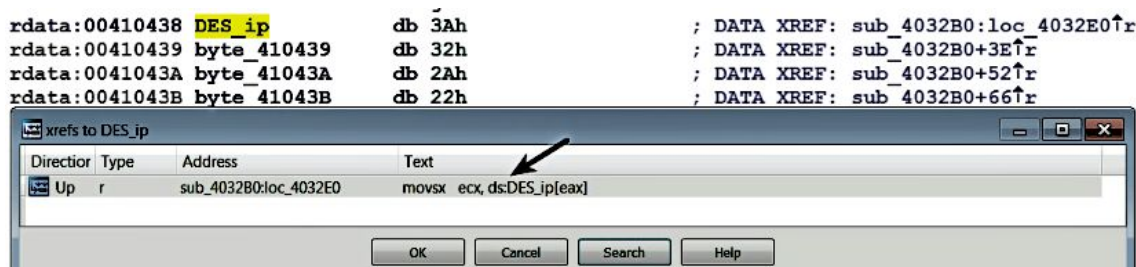 rdata:00410438 DES_ip db 3Ah ; DATA XREF: sub_4032B0:loc_4032E0↑r
rdata:00410439 byte_410439 db 32h ; DATA XREF: sub_4032B0+3E↑r
rdata:0041043A byte_41043A db 2Ah ; DATA XREF: sub_4032B0+52↑r
rdata:0041043B byte_41043B db 22h ; DATA XREF: sub_4032B0+66↑r
xrefs to DES_ip
Directior Type Address Text
Up r sub_4032B0:loc_4032E0 movsx ecx, ds:DES_ip[eax]
OK Cancel Search Help